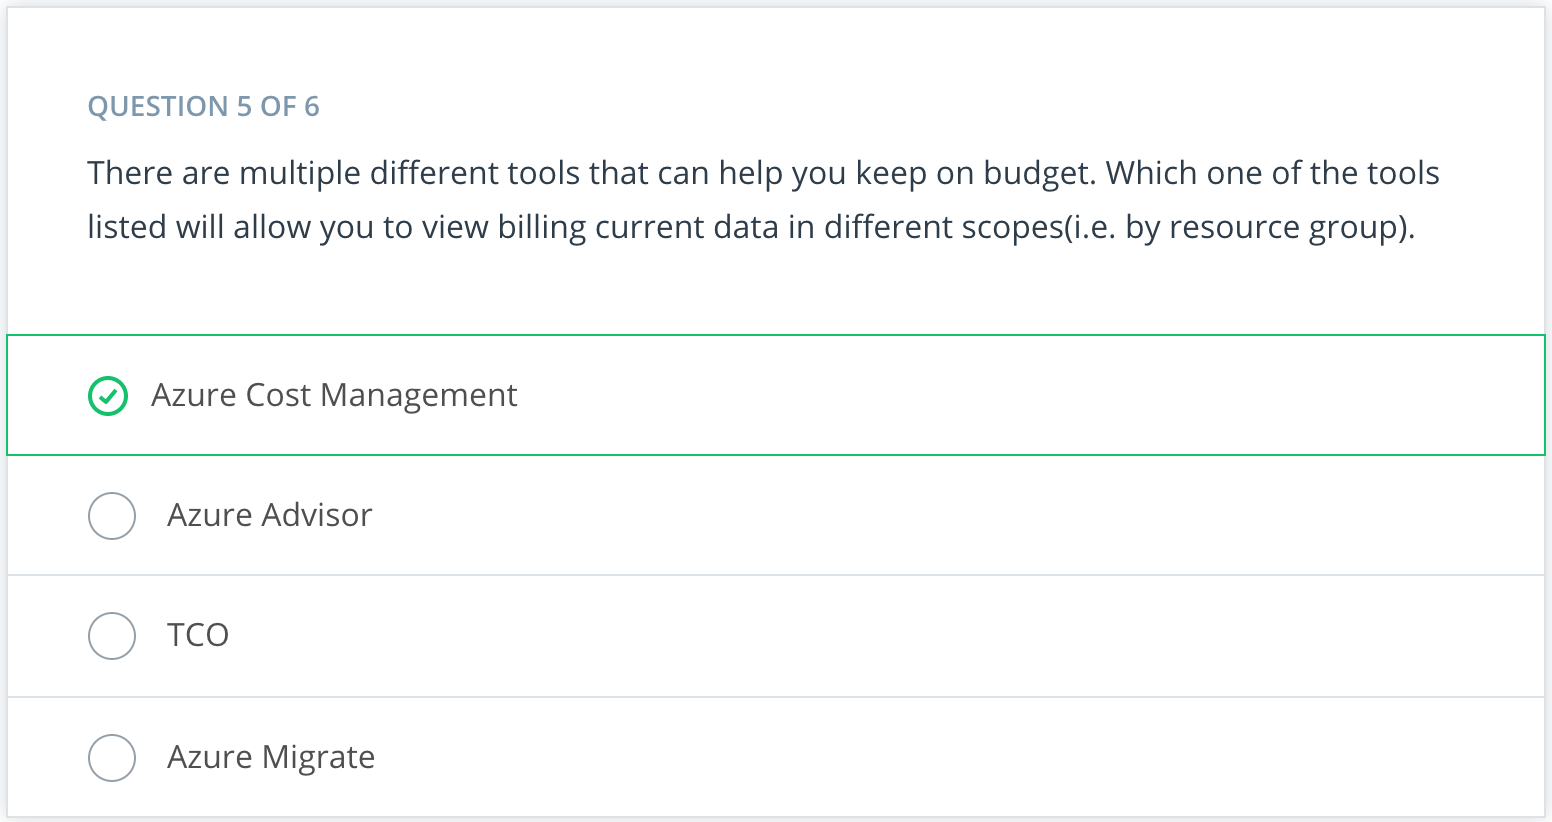 QUESTION 5 OF 6
There are multiple different tools that can help you keep on budget. Which one of the tools
listed will allow you to view billing current data in different scopes(i.e. by resource group).
Azure Cost Management
Azure Advisor
TCO
Azure Migrate